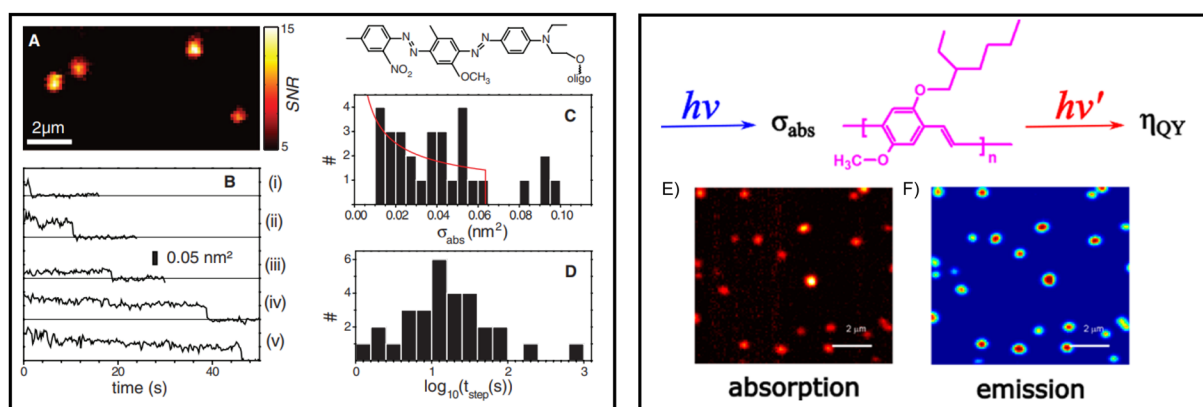 A
15
SNR
5
2μm
N
N
N
N
N
NO₂
OCH₃
O
oligo
B
(i)
(ii)
0.05 nm²
(iii)
(iv)
(v)
0
20
40
time (s)
C
4
3
2
1
#
0.00
0.02
0.04
0.06
0.08
0.10
σabs (nm²)
D
6
4
2
#
0
1
2
3
log₁₀(tstep(s))
hν
σabs
O
H₃C
O
n
hν'
ηQY
E)
2 μm
absorption
F)
2 μm
emission